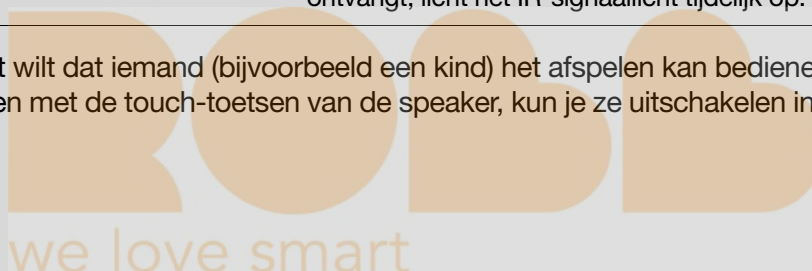 ontvangt, licht het IR-signaallicht tijdelijk op.
t wilt dat iemand (bijvoorbeeld een kind) het afspelen kan bediene
en met de touch-toetsen van de speaker, kun je ze uitschakelen in
ROBB
we love smart